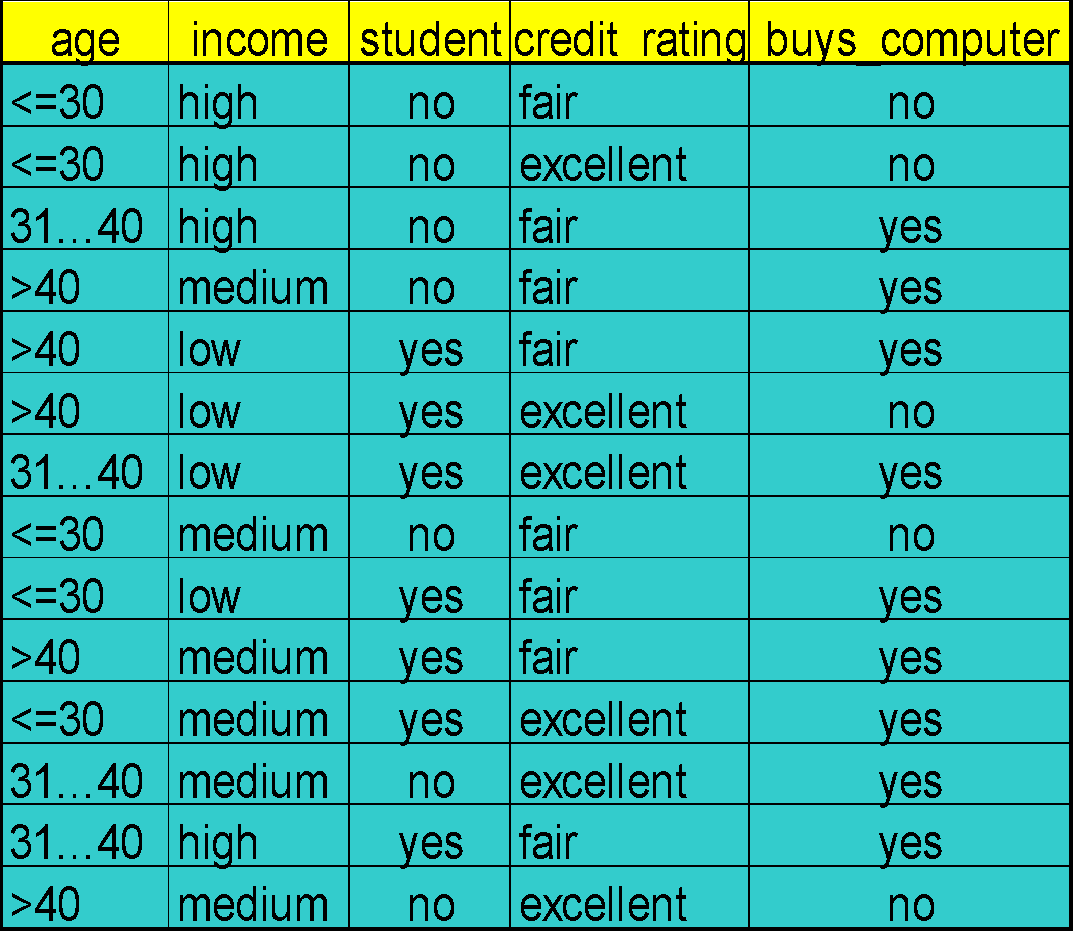 age income student credit_rating buys_computer
<=30 high no fair no
<=30 high no excellent no
31…40 high no fair yes
>40 medium no fair yes
>40 low yes fair yes
>40 low yes excellent no
31…40 low yes excellent yes
<=30 medium no fair no
<=30 low yes fair yes
>40 medium yes fair yes
<=30 medium yes excellent yes
31…40 medium no excellent yes
31…40 high yes fair yes
>40 medium no excellent no